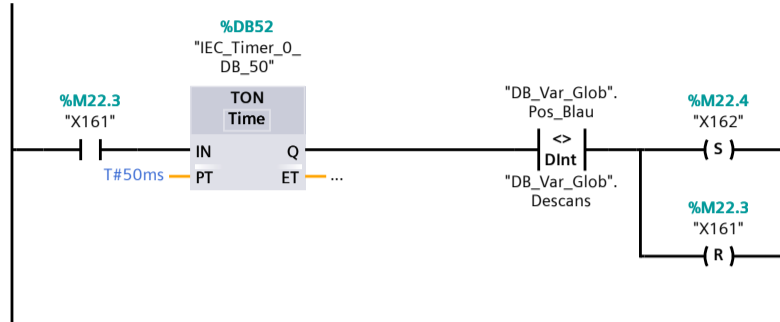 %DB52
"IEC_Timer_0_
DB_50"
%M22.3
"X161"
TON
Time
IN
Q
T#50ms
PT
ET
...
"DB_Var_Glob".
Pos_Blau
<>
DInt
"DB_Var_Glob".
Descans
%M22.4
"X162"
S
%M22.3
"X161"
R